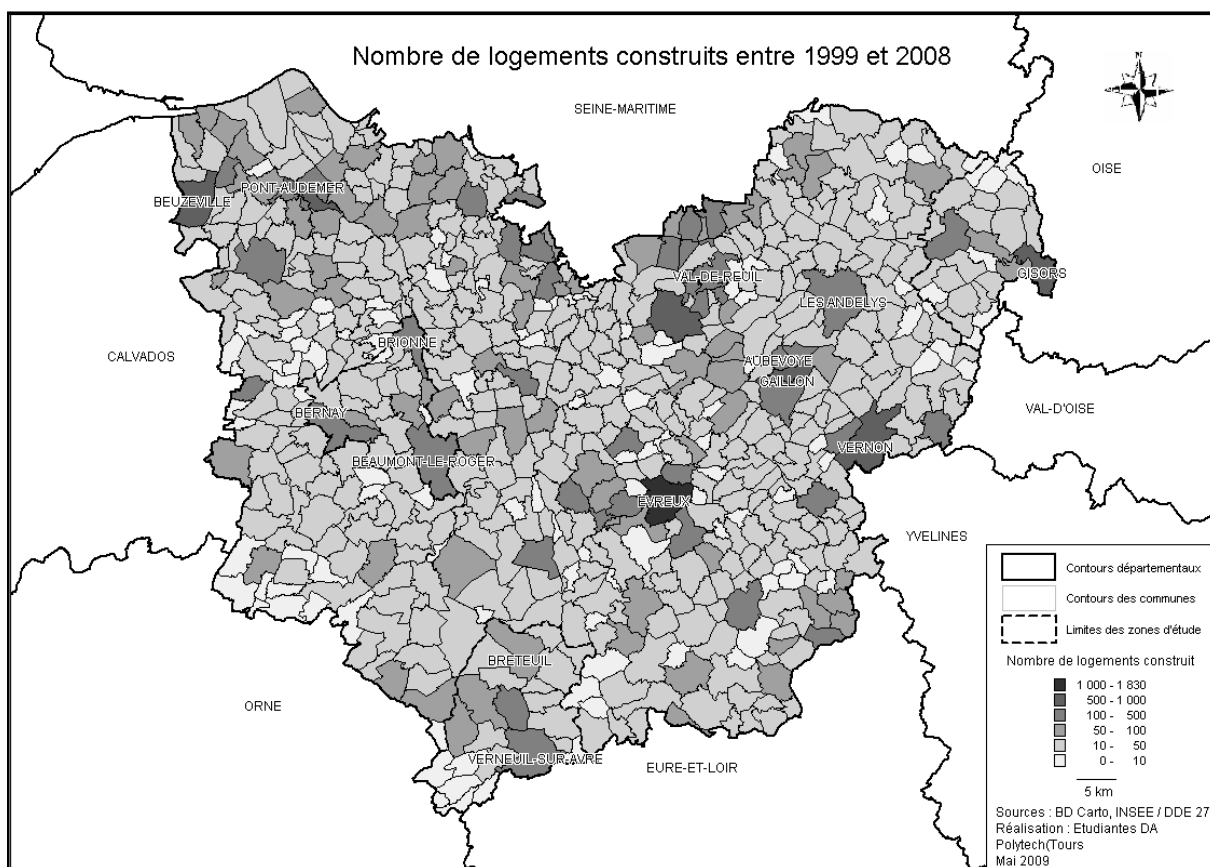 Nombre de logements construits entre 1999 et 2008
SEINE-MARITIME
OISE
PONT-AUDEMER
BEUZEVILLE
VAL-DE-REUIL
GISORS
LES ANDELYS
CALVADOS
BRIONNE
AUBEVOYE
GAILLON
VAL-D'OISE
BERNAY
VERNON
BEAUMONT-LE-ROGER
EVREUX
YVELINES
BRETEUIL
ORNE
VERNEUIL-SUR-AVRE
EURE-ET-LOIR
Contours départementaux
Contours des communes
Limites des zones d'étude
Nombre de logements construit
1 000 - 1 830
500 - 1 000
100 - 500
50 - 100
10 - 50
0 - 10
5 km
Sources : BD Carto, INSEE / DDE 27
Réalisation : Etudiantes DA
Polytech(Tours
Mai 2009